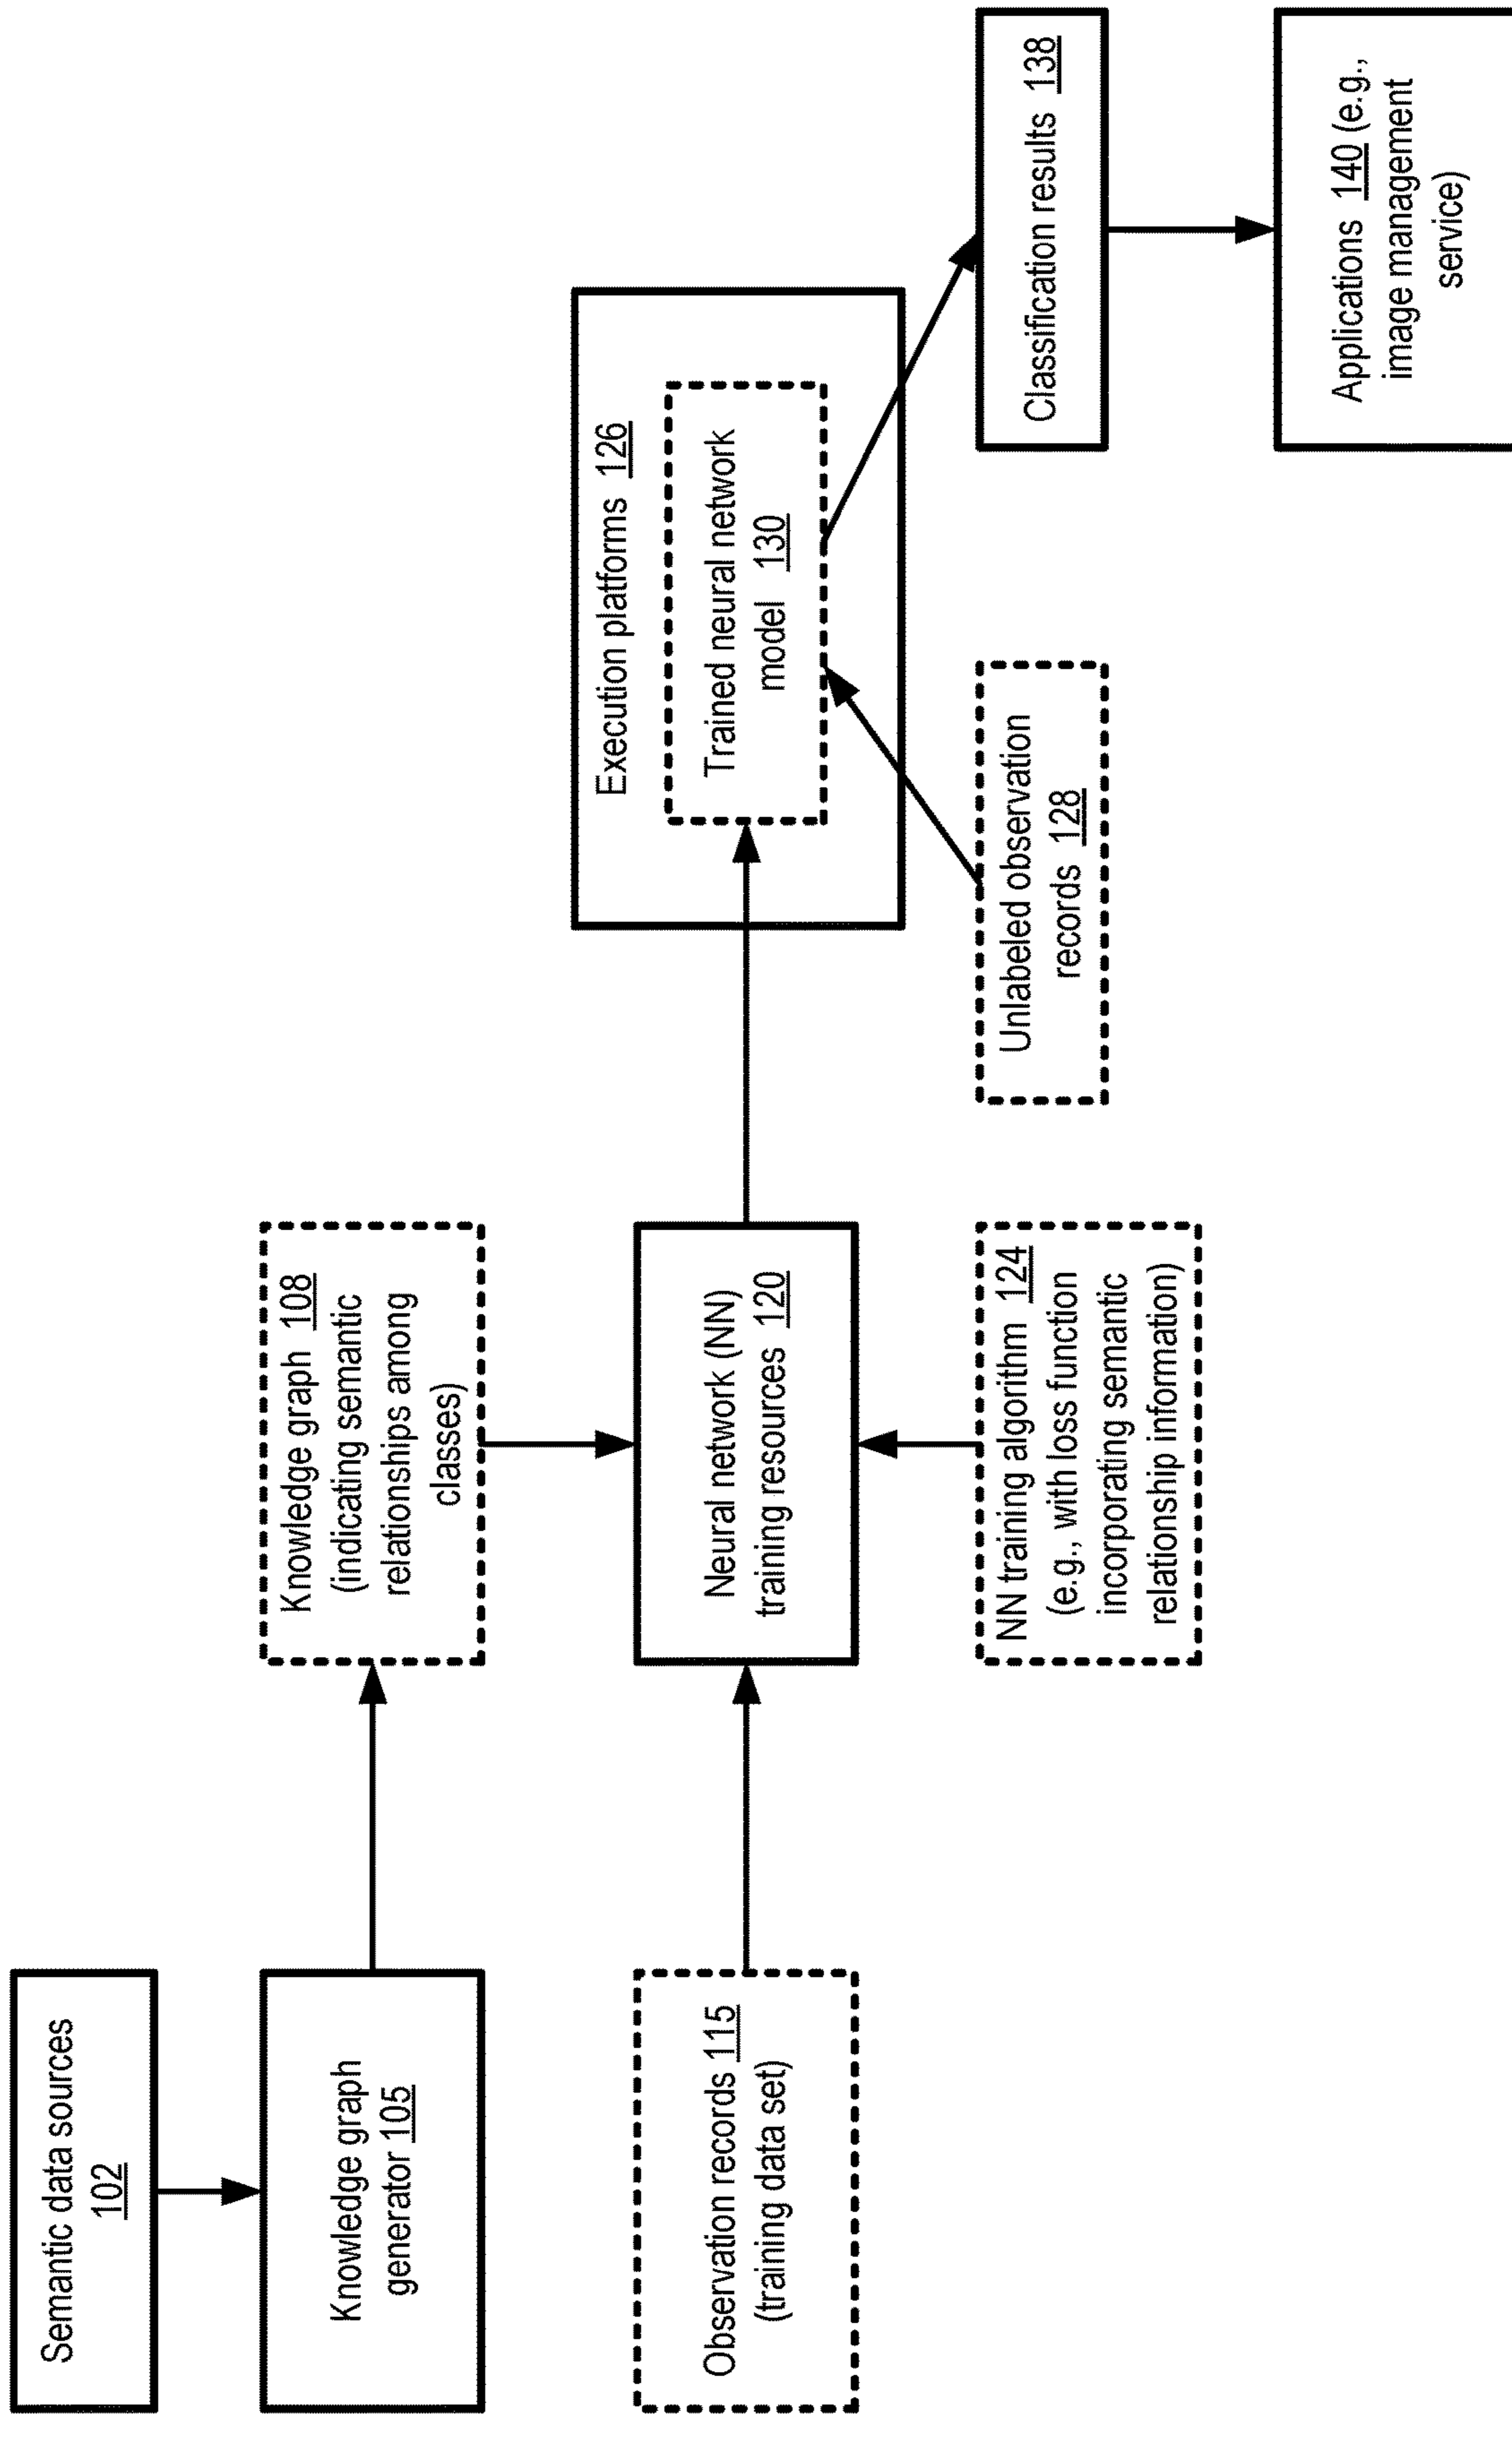 Semantic data sources
102
Knowledge graph
generator 105
Knowledge graph 108
(indicating semantic
relationships among
classes)
Observation records 115
(training data set)
Neural network (NN)
training resources 120
NN training algorithm 124
(e.g., with loss function
incorporating semantic
relationship information)
Execution platforms 126
Trained neural network
model 130
Unlabeled observation
records 128
Classification results 138
Applications 140 (e.g.,
image management
service)